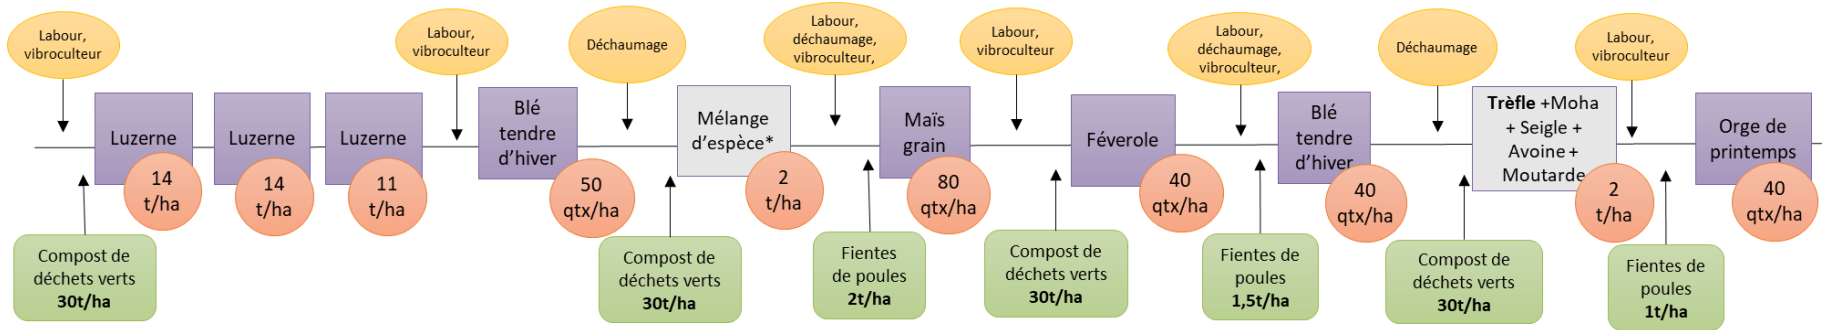 Labour,
vibroculteur
Labour,
vibroculteur
Déchaumage
Labour,
déchaumage,
vibroculteur,
Labour,
vibroculteur
Labour,
déchaumage,
vibroculteur,
Déchaumage
Labour,
vibroculteur
Luzerne
Luzerne
Luzerne
Blé
tendre
d'hiver
Mélange
d'espèce*
Maïs
grain
Féverole
Blé
tendre
d'hiver
Trèfle +Moha
+ Seigle +
Avoine +
Moutarde
Orge de
printemps
14
t/ha
14
t/ha
11
t/ha
50
qtx/ha
2
t/ha
80
qtx/ha
40
qtx/ha
40
qtx/ha
2
t/ha
40
qtx/ha
Compost de
déchets verts
30t/ha
Compost de
déchets verts
30t/ha
Fientes
de poules
2t/ha
Compost de
déchets verts
30t/ha
Fientes de
poules
1,5t/ha
Compost de
déchets verts
30t/ha
Fientes de
poules
1t/ha